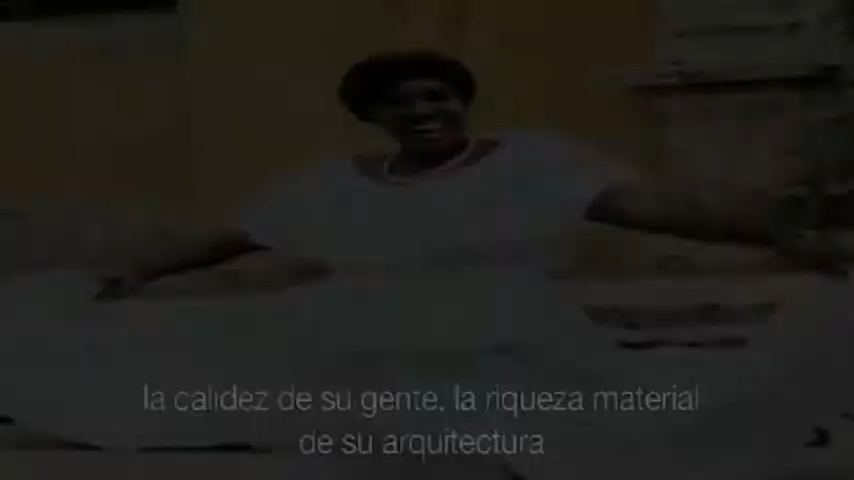 la calidez de su gente, la riqueza material
de su arquitectura